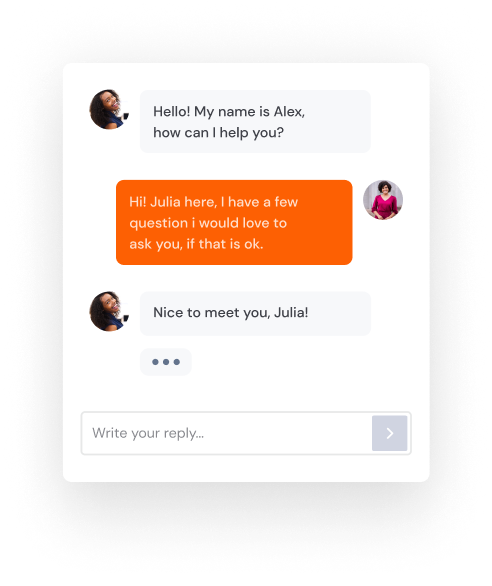 Hello! My name is Alex,
how can I help you?
Hi! Julia here, I have a few
question i would love to
ask you, if that is ok.
Nice to meet you, Julia!
Write your reply...